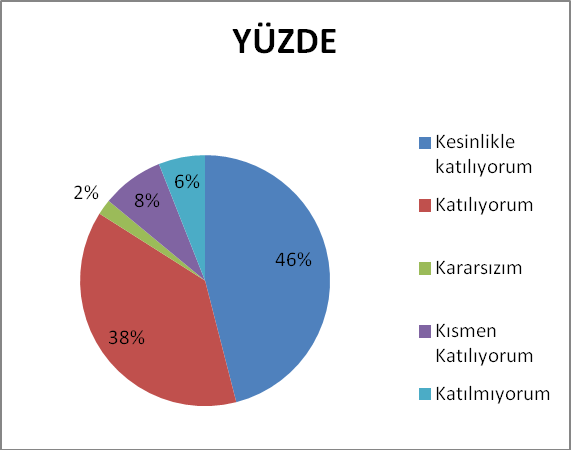 YÜZDE
46%
38%
2%
8%
6%
Kesinlikle
katılıyorum
Katılıyorum
Kararsızım
Kısmen
Katılıyorum
Katılmıyorum